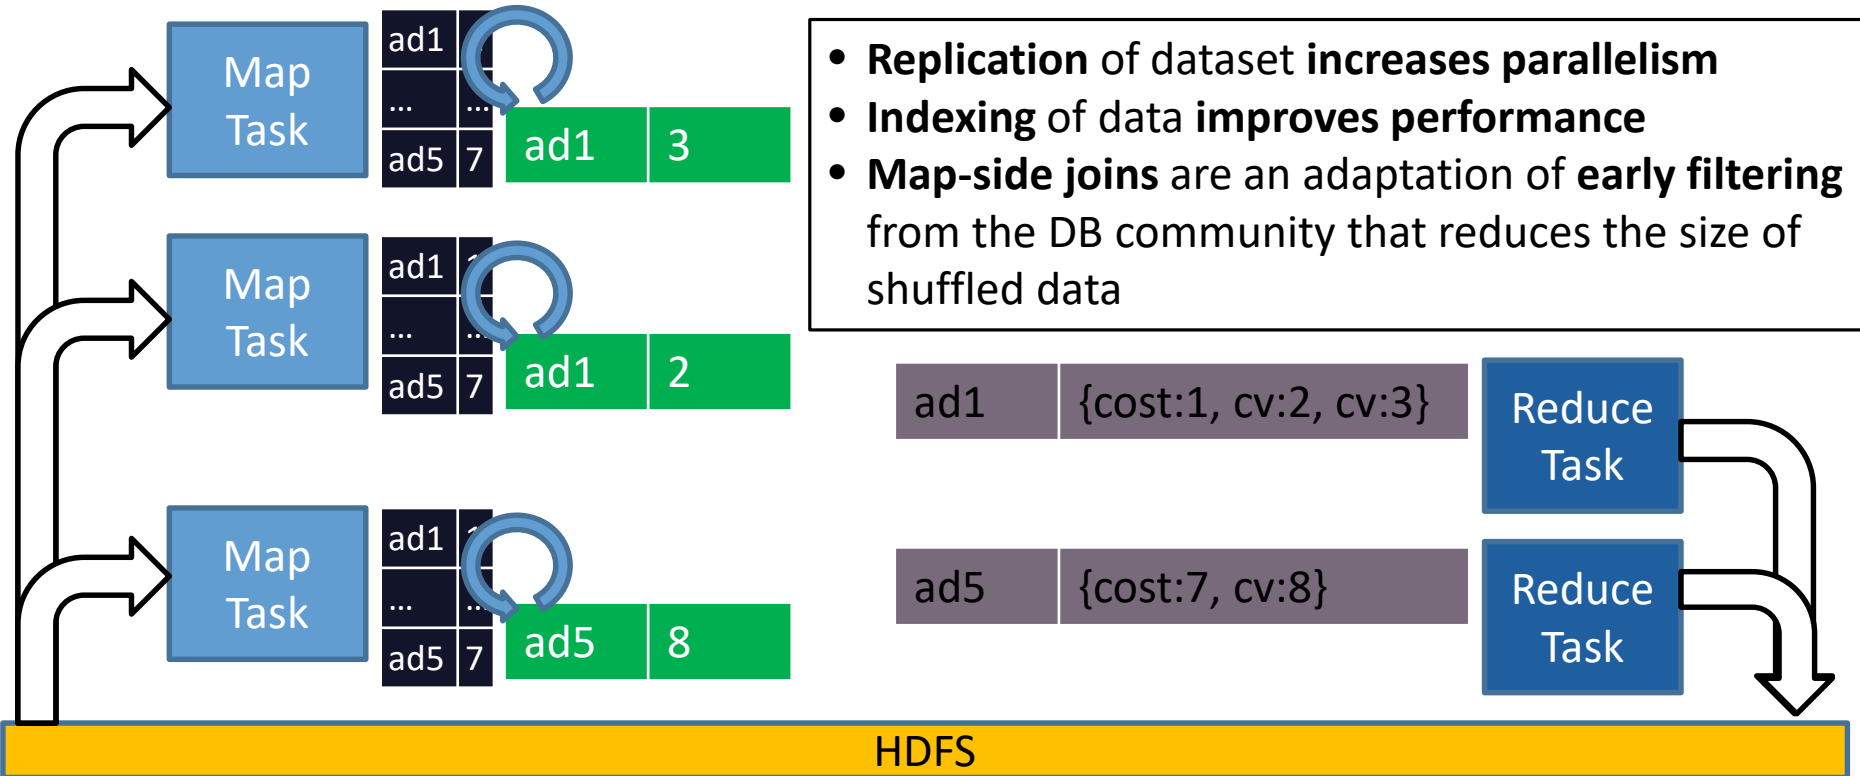 Map
Task
ad1
... ...
ad5 7
ad1 3
Map
Task
ad1
... ...
ad5 7
ad1 2
Map
Task
ad1
...
ad5 7
ad5 8
• Replication of dataset increases parallelism
• Indexing of data improves performance
• Map-side joins are an adaptation of early filtering
from the DB community that reduces the size of
shuffled data
ad1 {cost:1, cv:2, cv:3}
Reduce
Task
ad5 {cost:7, cv:8}
Reduce
Task
HDFS